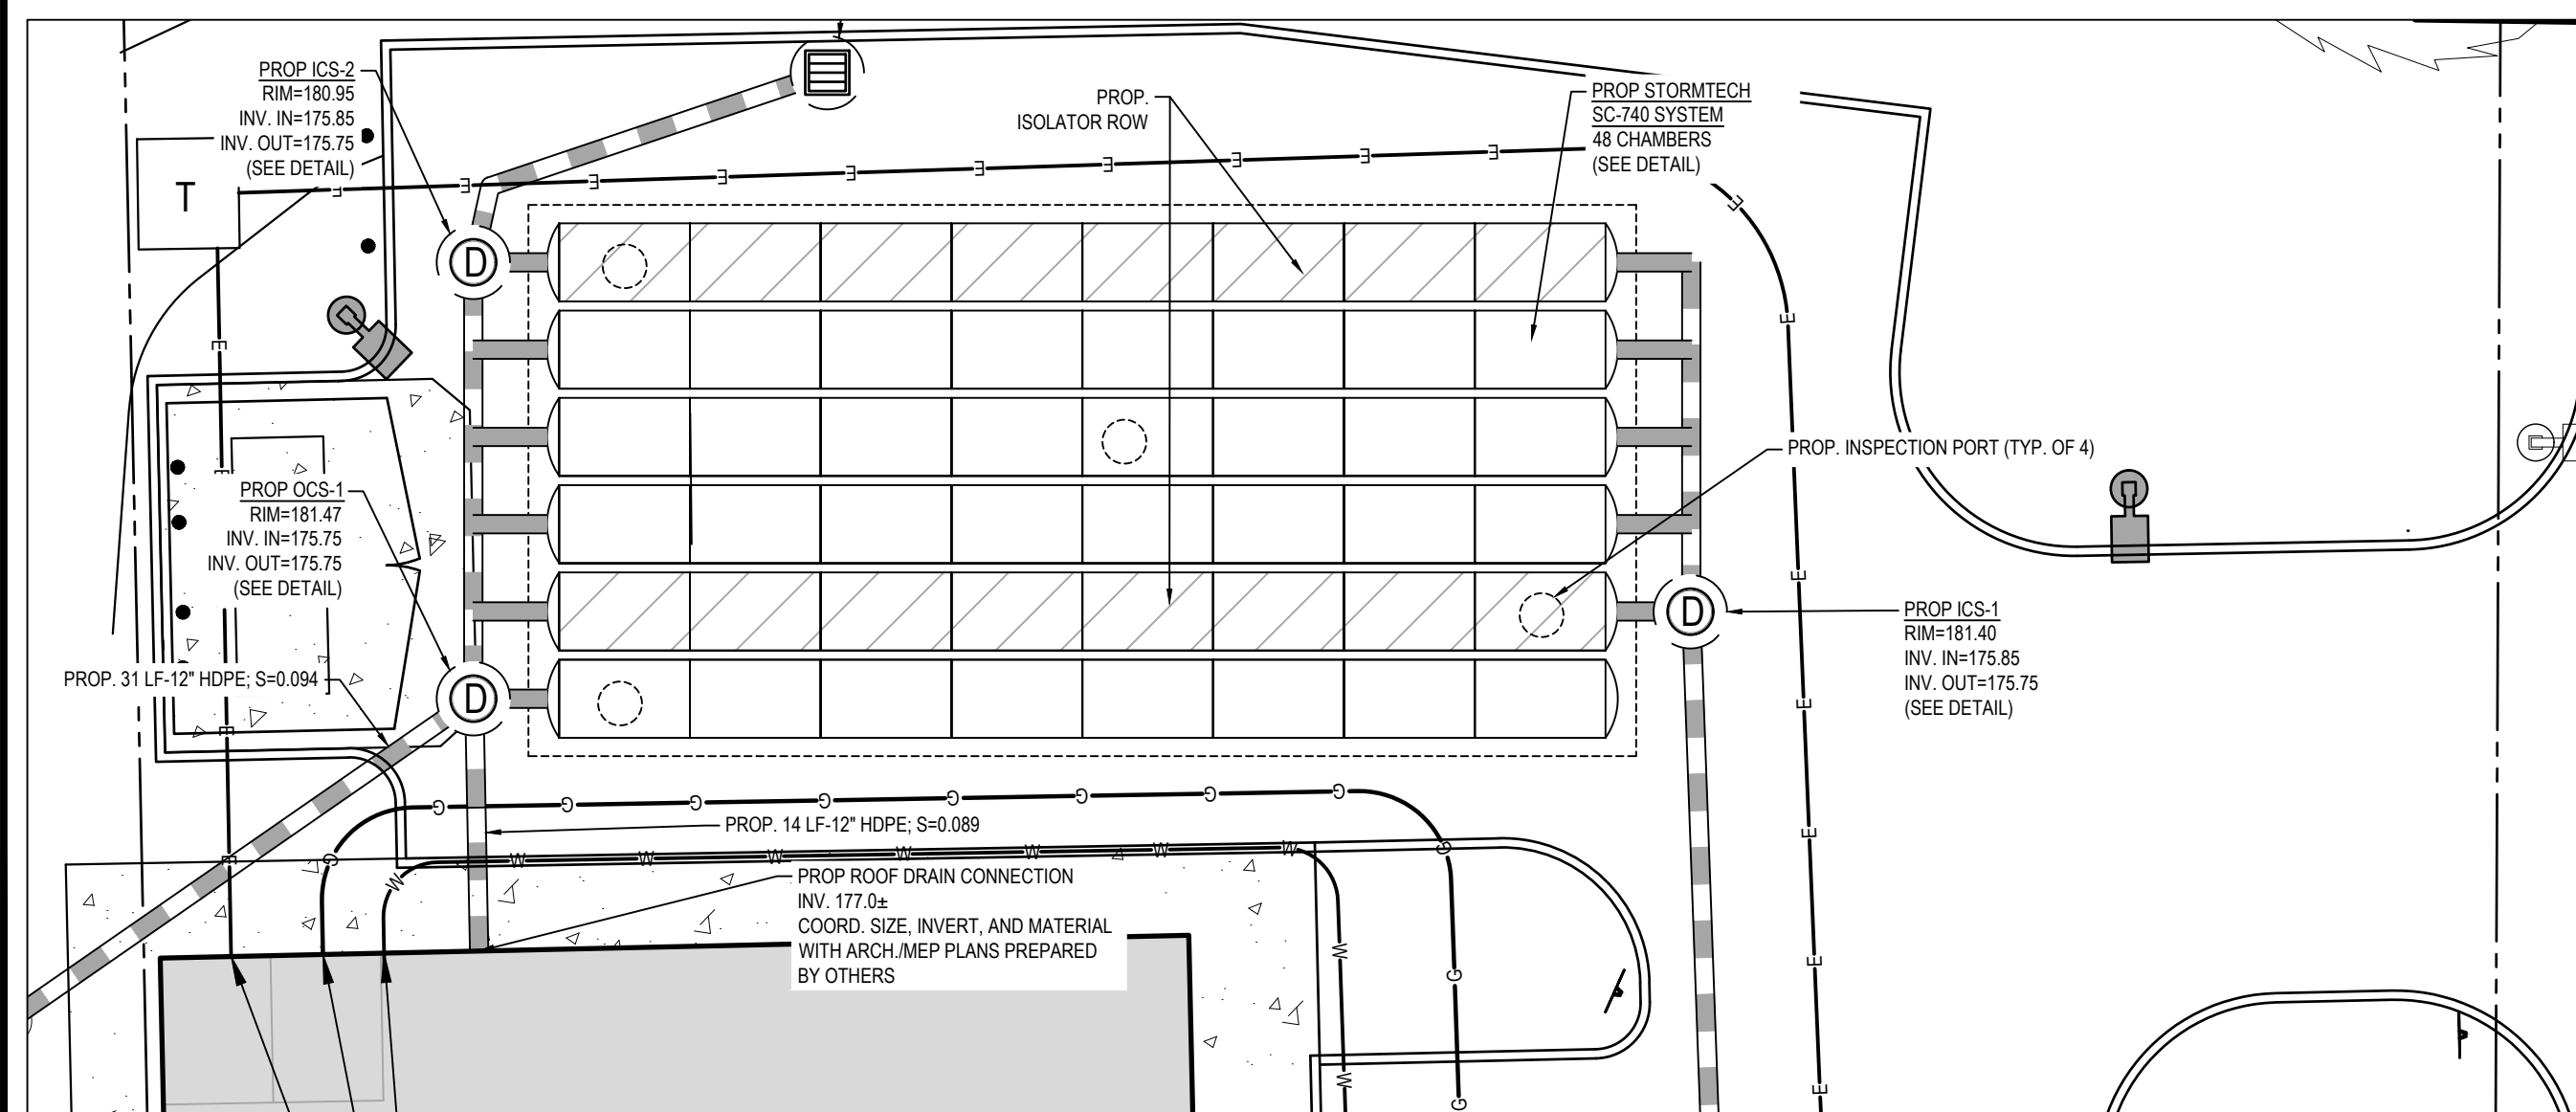 PROP ICS-2
RIM=180.95
INV. IN=175.85
INV. OUT=175.75
(SEE DETAIL)
T
PROP.
ISOLATOR ROW
PROP STORMTECH
SC-740 SYSTEM
48 CHAMBERS
(SEE DETAIL)
E E E E E E E E E E E
D
E
E
PROP. INSPECTION PORT (TYP. OF 4)
E
E
PROP OCS-1
RIM=181.47
INV. IN=175.75
INV. OUT=175.75
(SEE DETAIL)
E
D
PROP ICS-1
RIM=181.40
INV. IN=175.85
INV. OUT=175.75
(SEE DETAIL)
PROP. 31 LF-12" HDPE; S=0.094
D
E
E
G G G G G G G G
PROP. 14 LF-12" HDPE; S=0.089
E
G
W W W W W W W W
G
E
PROP ROOF DRAIN CONNECTION
INV. 177.0±
COORD. SIZE, INVERT, AND MATERIAL
WITH ARCH./MEP PLANS PREPARED
BY OTHERS
W
G
E
W
G
E